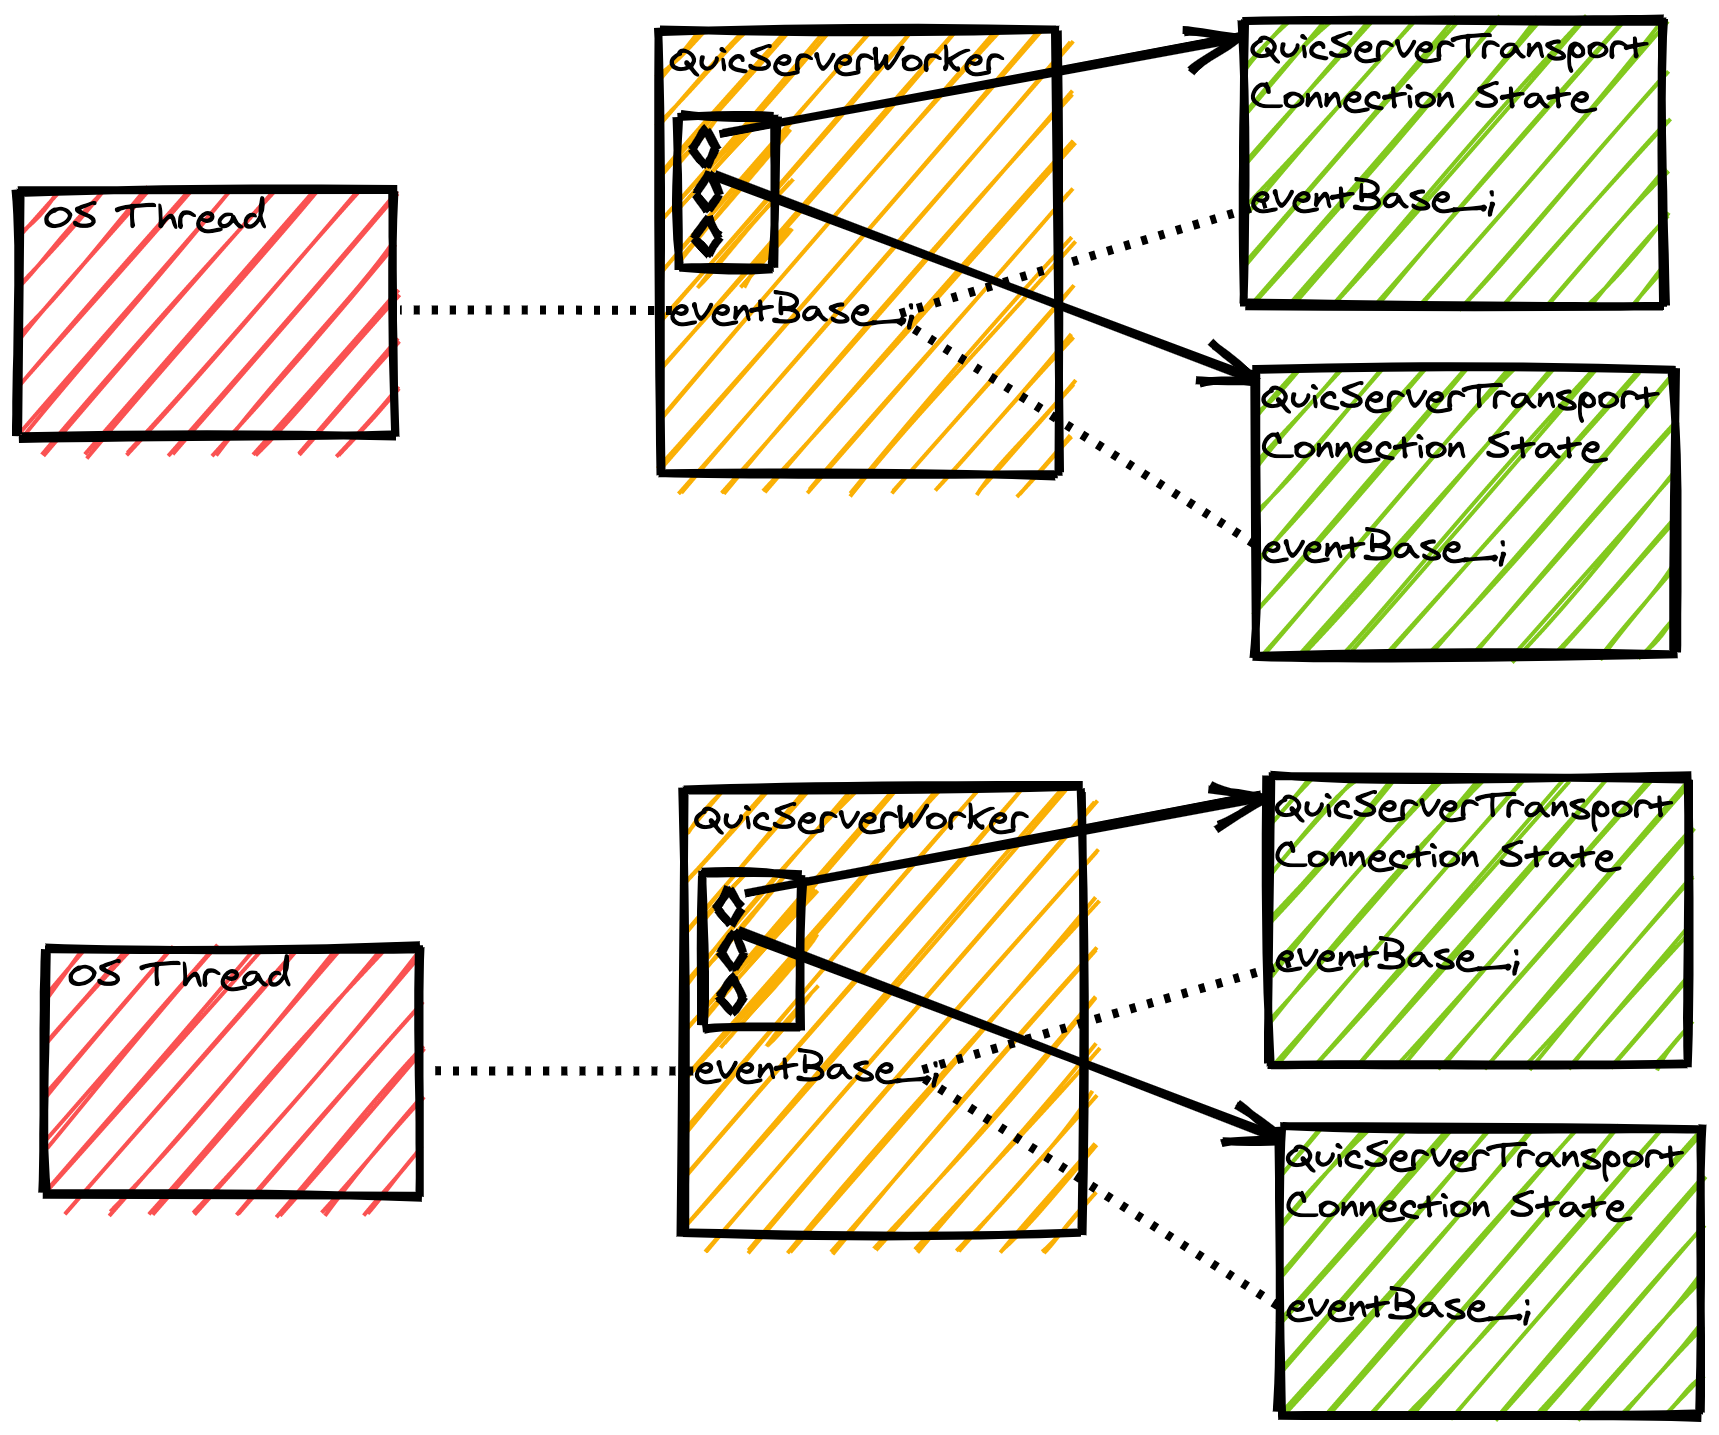 OS Thread
QuicServerWorker
eventBase_;
QuicServerTransport
Connection State
eventBase_;
QuicServerTransport
Connection State
eventBase_;
OS Thread
QuicServerWorker
eventBase_;
QuicServerTransport
Connection State
eventBase_;
QuicServerTransport
Connection State
eventBase_;